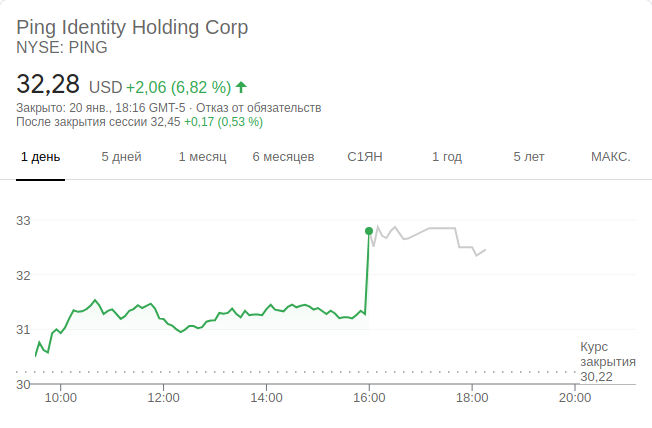 Ping Identity Holding Corp
NYSE: PING
32,28 USD +2,06 (6,82 %)
Закрыто: 20 янв., 18:16 GMT-5 · Отказ от обязательств
После закрытия сессии 32,45 +0,17 (0,53 %)
1 день 5 дней 1 месяц 6 месяцев С1ЯН 1 год 5 лет МАКС.
33
32
31
30
Курс
закрытия
30,22
10:00 12:00 14:00 16:00 18:00 20:00